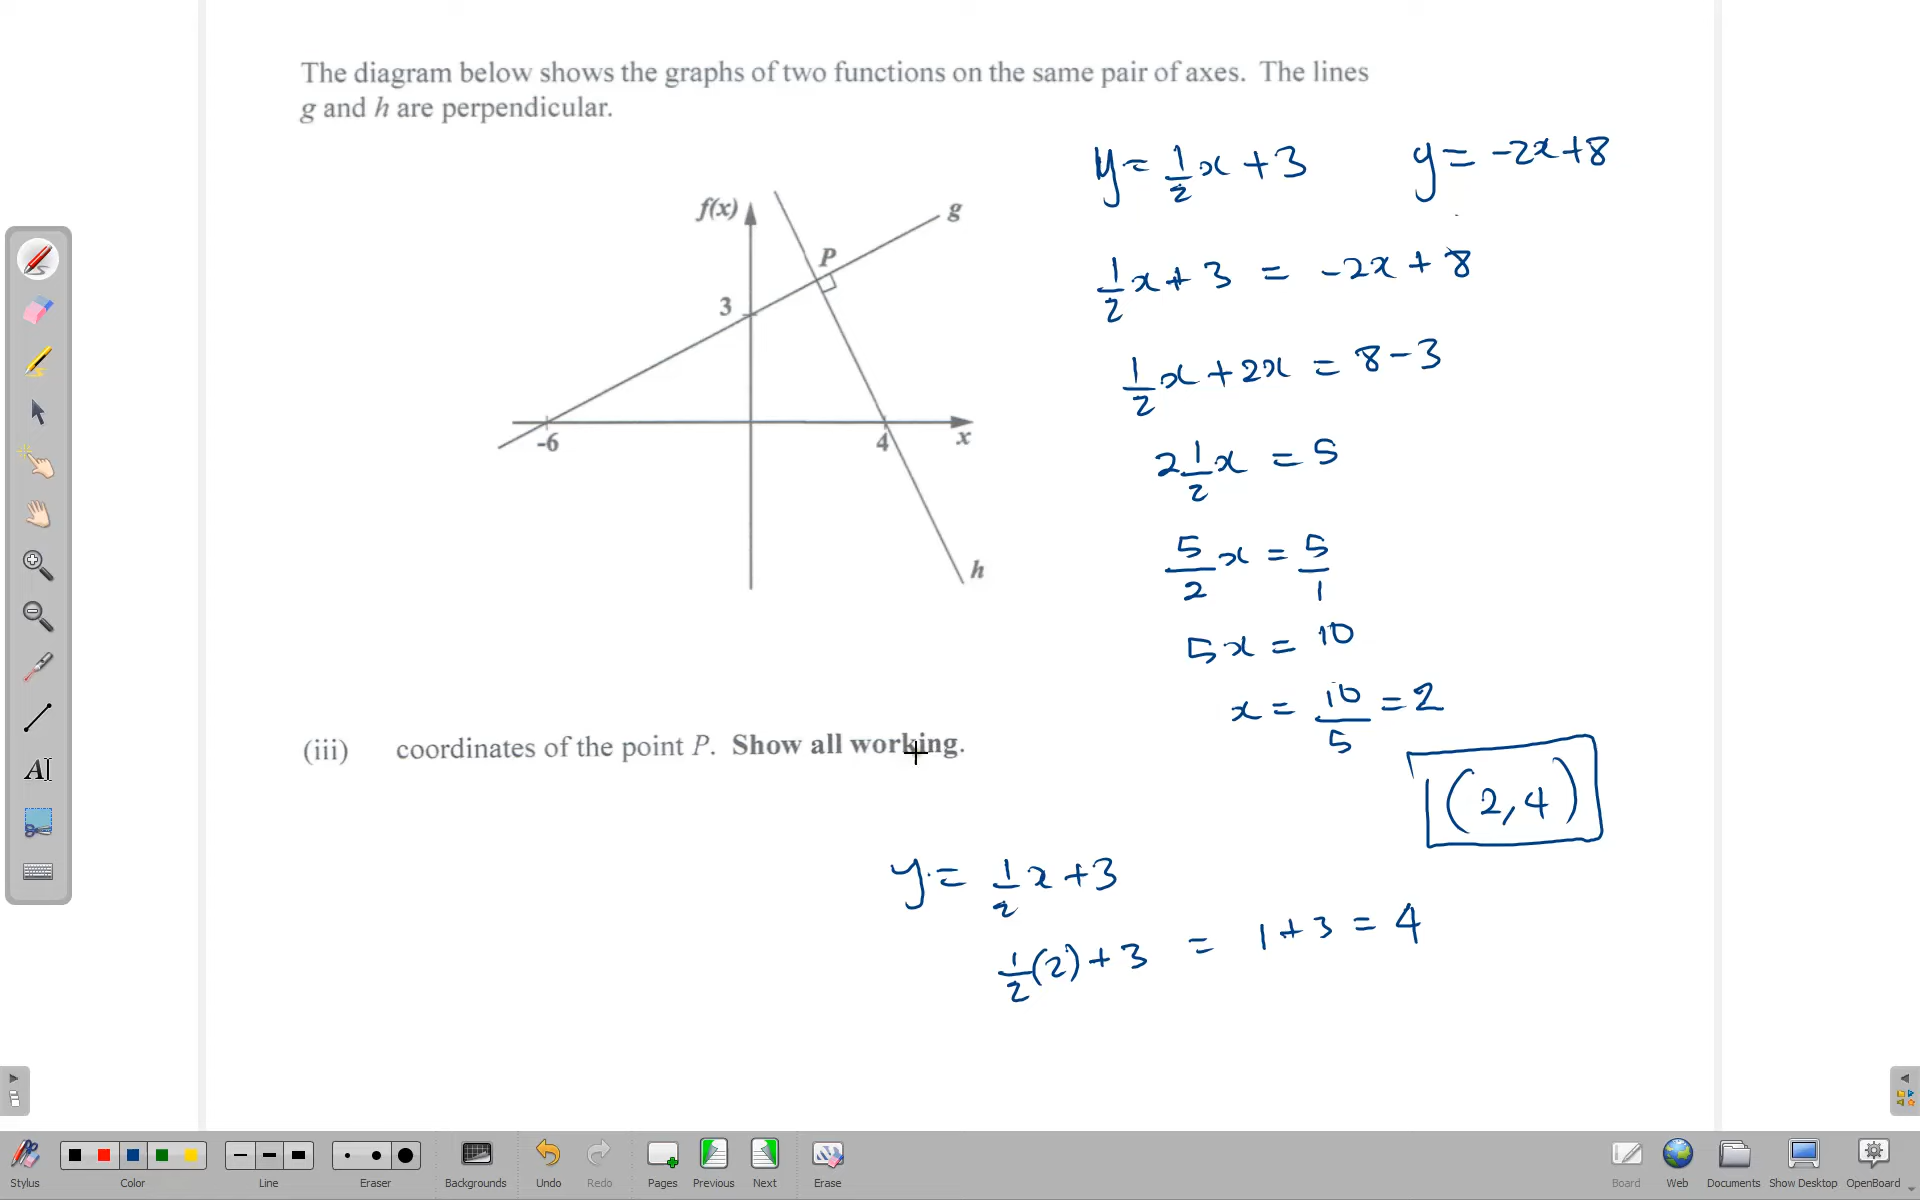 The diagram below shows the graphs of two functions on the same pair of axes. The lines
g and h are perpendicular.
f(x)
g
P
3
-6
4
x
h
y = 1/2 x + 3
y = -2x+8
1/2 x + 3 = -2x + 8
1/2 x + 2x = 8 - 3
2 1/2 x = 5
5/2 x = 5/1
5x = 10
x = 10/5 = 2
(iii) coordinates of the point P. Show all working.
(2,4)
y = 1/2 x + 3
1/2 (2) + 3 = 1 + 3 = 4
Stylus
Color
Line
Eraser
Backgrounds
Undo
Redo
Pages
Previous
Next
Erase
Board
Web
Documents
Show Desktop
OpenBoard